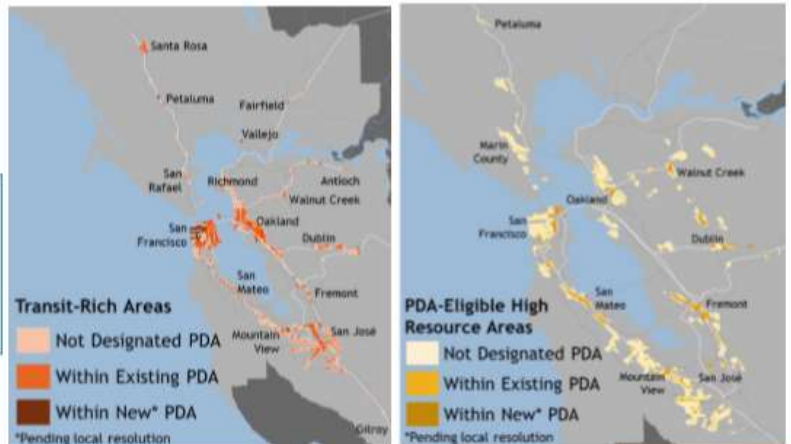 Santa Rosa
Petaluma
Fairfield
Vallejo
San
Rafael
Richmond
Antioch
Walnut Creek
San
Francisco
Oakland
Dublin
San
Mateo
Fremont
Mountain
View
San José
Gilroy
Transit-Rich Areas
Not Designated PDA
Within Existing PDA
Within New* PDA
*Pending local resolution
Petaluma
Marin
County
Walnut Creek
Oakland
San
Francisco
Dublin
San
Mateo
Fremont
Mountain
View
San José
PDA-Eligible High
Resource Areas
Not Designated PDA
Within Existing PDA
Within New* PDA
*Pending local resolution